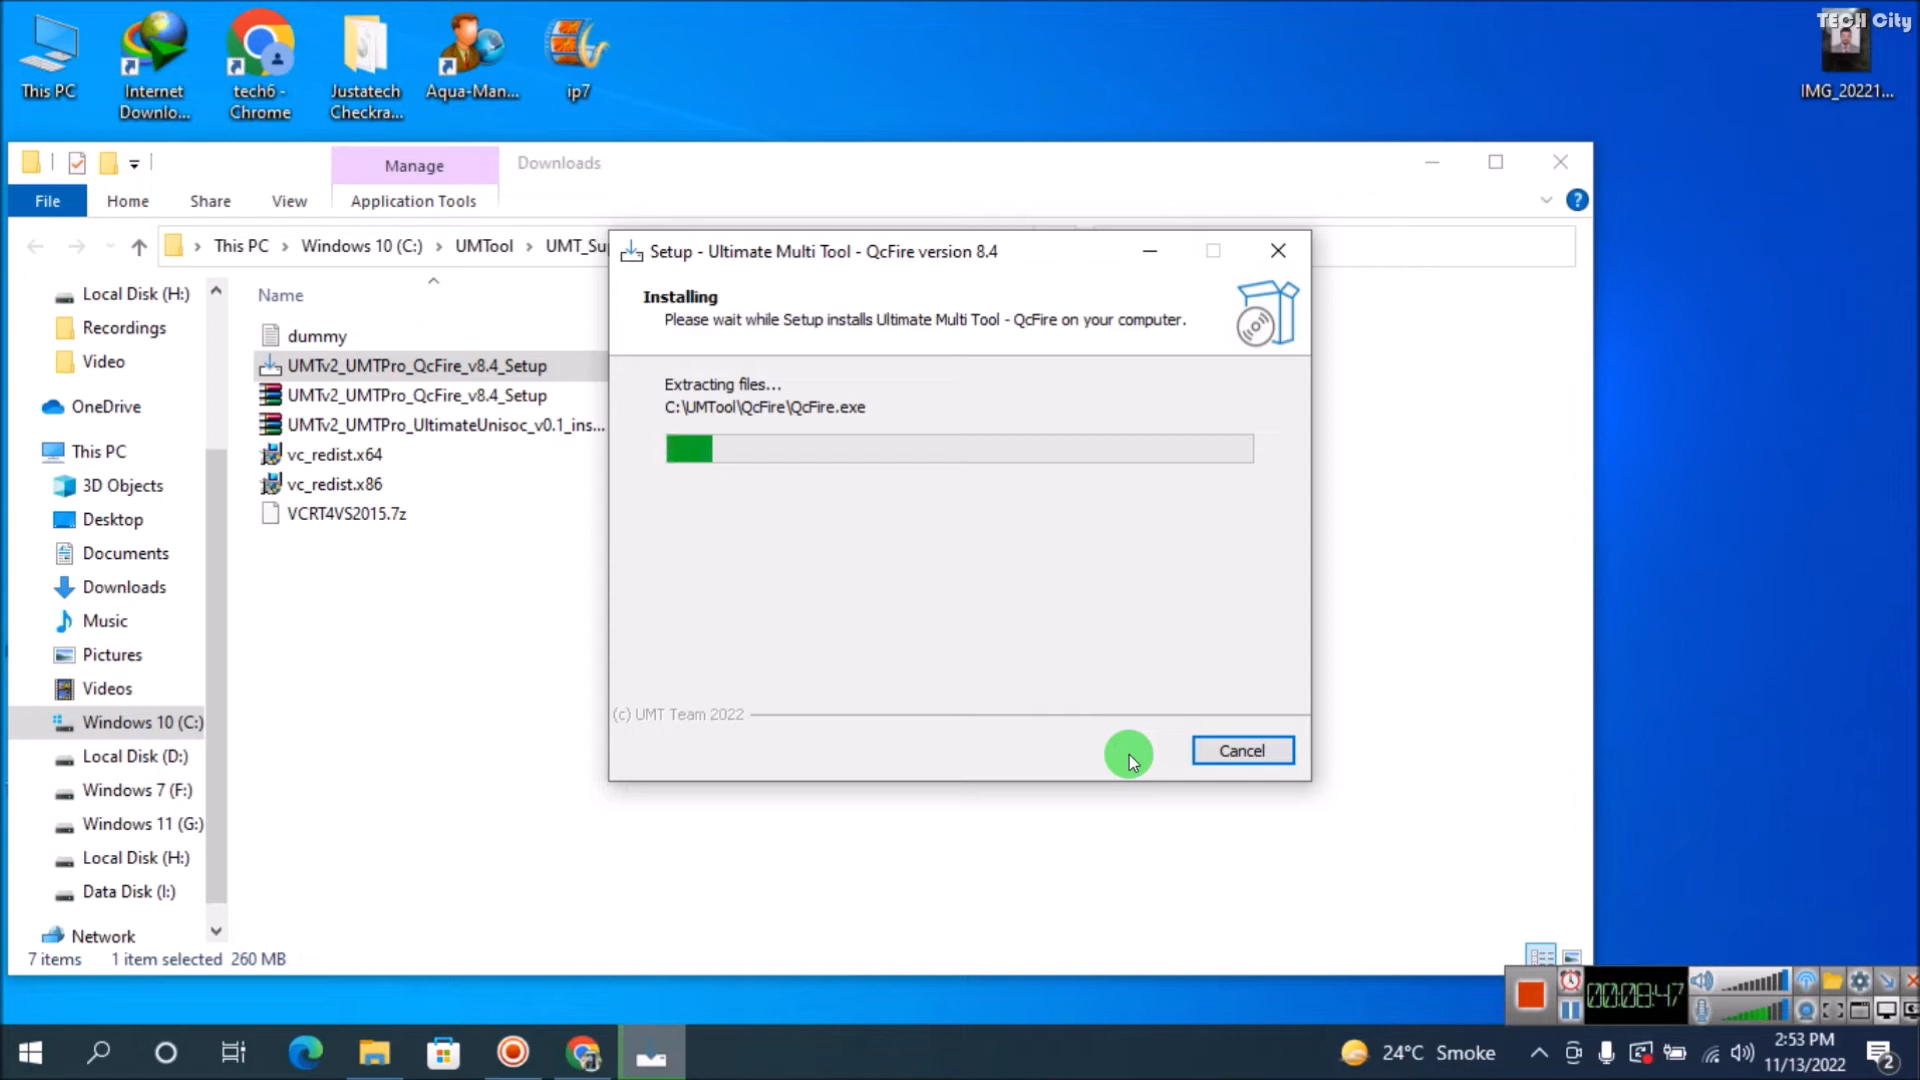 TECH City
This PC
Internet
Downlo...
tech6 -
Chrome
Justatech
Checkra...
Aqua-Man...
ip7
IMG_20221...
Manage
Downloads
File
Home
Share
View
Application Tools
?
This PC
Windows 10 (C:)
UMTool
UMT_Su
Local Disk (H:)
Recordings
Video
OneDrive
This PC
3D Objects
Desktop
Documents
Downloads
Music
Pictures
Videos
Windows 10 (C:)
Local Disk (D:)
Windows 7 (F:)
Windows 11 (G:)
Local Disk (H:)
Data Disk (I:)
Network
Name
dummy
UMTv2_UMTPro_QcFire_v8.4_Setup
UMTv2_UMTPro_QcFire_v8.4_Setup
UMTv2_UMTPro_UltimateUnisoc_v0.1_ins...
vc_redist.x64
vc_redist.x86
VCRT4VS2015.7z
Setup - Ultimate Multi Tool - QcFire version 8.4
Installing
Please wait while Setup installs Ultimate Multi Tool - QcFire on your computer.
Extracting files...
C:\UMTool\QcFire\QcFire.exe
(c) UMT Team 2022
Cancel
7 items
1 item selected 260 MB
00:08:47
24°C Smoke
2:53 PM
11/13/2022
2